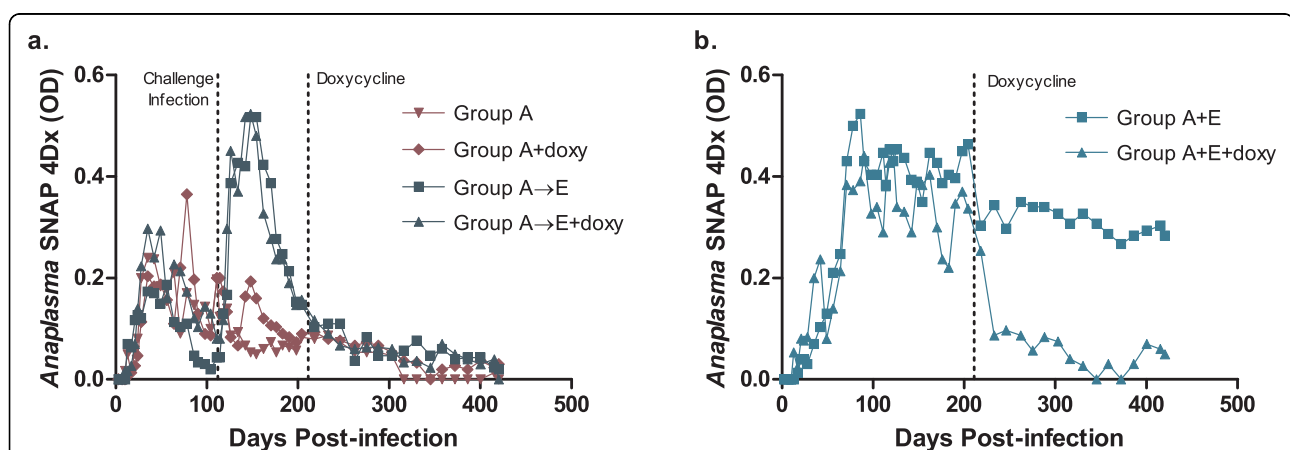 a.
Anaplasma SNAP 4Dx (OD)
0.6
0.4
0.2
0.0
Challenge
Infection
Doxycycline
Group A
Group A+doxy
Group A→E
Group A→E+doxy
0 100 200 300 400 500
Days Post-infection
b.
Anaplasma SNAP 4Dx (OD)
0.6
0.4
0.2
0.0
Doxycycline
Group A+E
Group A+E+doxy
0 100 200 300 400 500
Days Post-infection